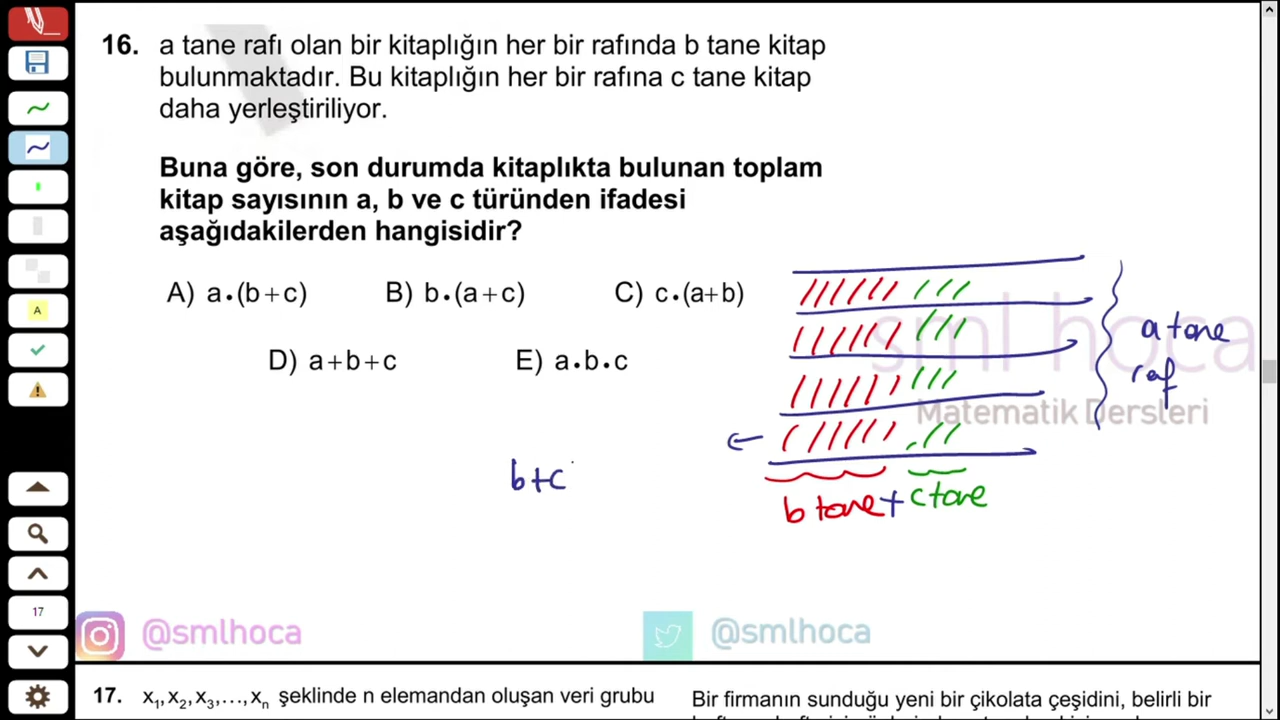 16. a tane rafı olan bir kitaplığın her bir rafında b tane kitap
bulunmaktadır. Bu kitaplığın her bir rafına c tane kitap
daha yerleştiriliyor.
Buna göre, son durumda kitaplıkta bulunan toplam
kitap sayısının a, b ve c türünden ifadesi
aşağıdakilerden hangisidir?
A) a•(b+c) B) b•(a+c) C) c•(a+b)
D) a+b+c E) a•b•c
a tane
raf
sml hoca
Matematik Dersleri
b+c
b tane + c tane
A
17
@smlhoca @smlhoca
17. x₁,x₂,x₃,...,xₙ şeklinde n elemandan oluşan veri grubu
Bir firmanın sunduğu yeni bir çikolata çeşidini, belirli bir